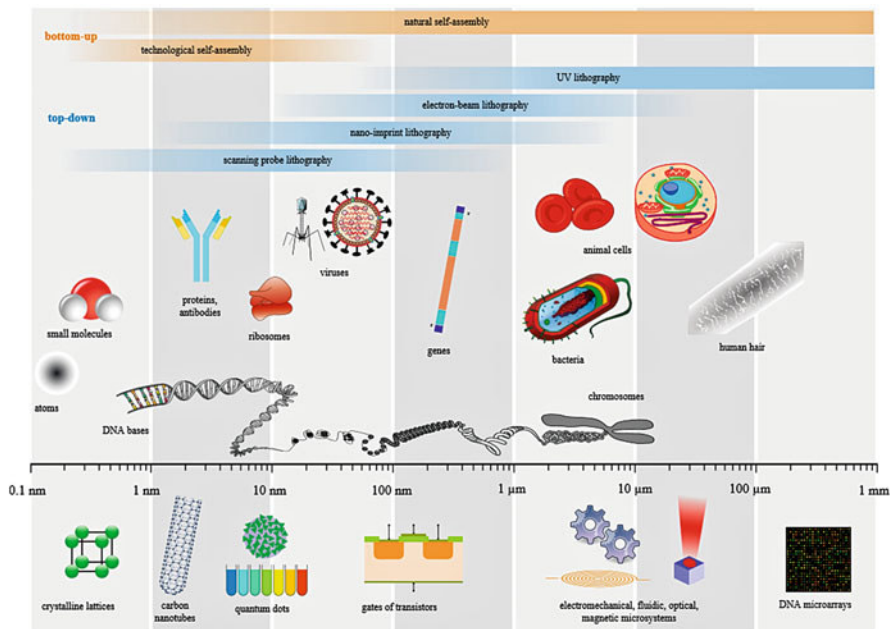 natural self-assembly
bottom-up
technological self-assembly
UV lithography
electron-beam lithography
top-down
nano-imprint lithography
scanning probe lithography
viruses
animal cells
proteins,
antibodies
small molecules
ribosomes
genes
bacteria
human hair
atoms
DNA bases
chromosomes
0.1 nm
1 nm
10 nm
100 nm
1 µm
10 µm
100 µm
1 mm
crystalline lattices
carbon
nanotubes
quantum dots
gates of transistors
electromechanical, fluidic, optical,
magnetic microsystems
DNA microarrays